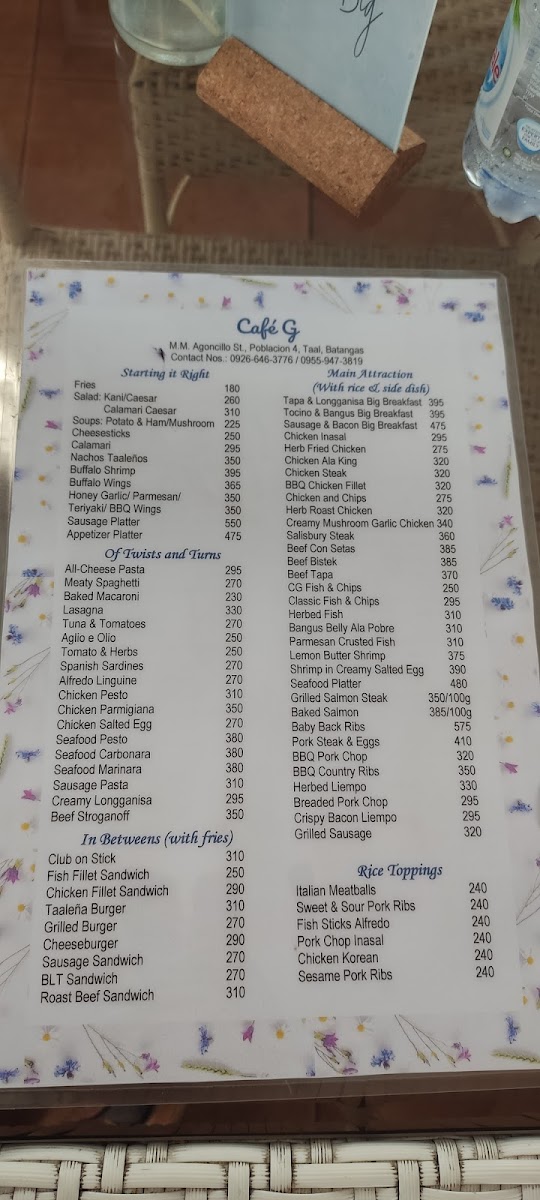 Big
Café G
M.M. Agoncillo St., Poblacion 4, Taal, Batangas
Contact Nos.: 0926-646-3776 / 0955-947-3819
Starting it Right
Fries 180
Salad: Kani/Caesar 260
Calamari Caesar 310
Soups: Potato & Ham/Mushroom 225
Cheesesticks 250
Calamari 295
Nachos Taaleños 350
Buffalo Shrimp 395
Buffalo Wings 365
Honey Garlic/ Parmesan/ 350
Teriyaki/ BBQ Wings 350
Sausage Platter 550
Appetizer Platter 475
Of Twists and Turns
All-Cheese Pasta 295
Meaty Spaghetti 270
Baked Macaroni 230
Lasagna 330
Tuna & Tomatoes 270
Aglio e Olio 250
Tomato & Herbs 250
Spanish Sardines 270
Alfredo Linguine 270
Chicken Pesto 310
Chicken Parmigiana 350
Chicken Salted Egg 270
Seafood Pesto 380
Seafood Carbonara 380
Seafood Marinara 380
Sausage Pasta 310
Creamy Longganisa 295
Beef Stroganoff 350
In Betweens (with fries)
Club on Stick 310
Fish Fillet Sandwich 250
Chicken Fillet Sandwich 290
Taaleña Burger 310
Grilled Burger 270
Cheeseburger 290
Sausage Sandwich 270
BLT Sandwich 270
Roast Beef Sandwich 310
Main Attraction
(With rice & side dish)
Tapa & Longganisa Big Breakfast 395
Tocino & Bangus Big Breakfast 395
Sausage & Bacon Big Breakfast 475
Chicken Inasal 295
Herb Fried Chicken 275
Chicken Ala King 320
Chicken Steak 320
BBQ Chicken Fillet 320
Chicken and Chips 275
Herb Roast Chicken 320
Creamy Mushroom Garlic Chicken 340
Salisbury Steak 360
Beef Con Setas 385
Beef Bistek 385
Beef Tapa 370
CG Fish & Chips 250
Classic Fish & Chips 295
Herbed Fish 310
Bangus Belly Ala Pobre 310
Parmesan Crusted Fish 310
Lemon Butter Shrimp 375
Shrimp in Creamy Salted Egg 390
Seafood Platter 480
Grilled Salmon Steak 350/100g
Baked Salmon 385/100g
Baby Back Ribs 575
Pork Steak & Eggs 410
BBQ Pork Chop 320
BBQ Country Ribs 350
Herbed Liempo 330
Breaded Pork Chop 295
Crispy Bacon Liempo 295
Grilled Sausage 320
Rice Toppings
Italian Meatballs 240
Sweet & Sour Pork Ribs 240
Fish Sticks Alfredo 240
Pork Chop Inasal 240
Chicken Korean 240
Sesame Pork Ribs 240